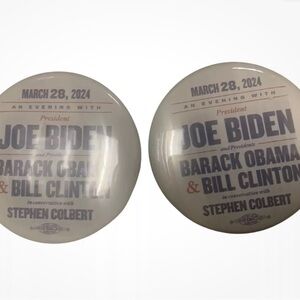 MARCH 28, 2024
AN EVENING WITH
President
JOE BIDEN
and Presidents
BARACK OBAMA
& BILL CLINTON
in conversation with
STEPHEN COLBERT
MARCH 28, 2024
AN EVENING WITH
President
JOE BIDEN
and Presidents
BARACK OBAMA
& BILL CLINTON
in conversation with
STEPHEN COLBERT